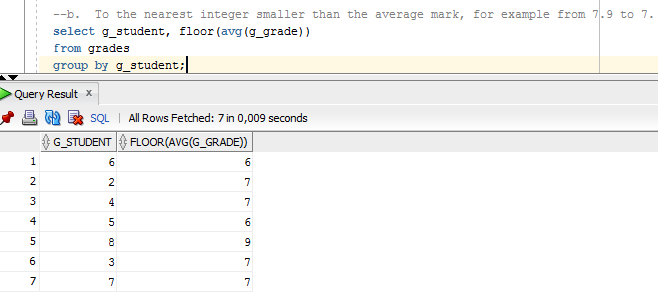 --b. To the nearest integer smaller than the average mark, for example from 7.9 to 7.
select g_student, floor(avg(g_grade))
from grades
group by g_student;
Query Result x
SQL | All Rows Fetched: 7 in 0,009 seconds
G_STUDENT FLOOR(AVG(G_GRADE))
1 6 6
2 2 7
3 4 7
4 5 6
5 8 9
6 3 7
7 7 7